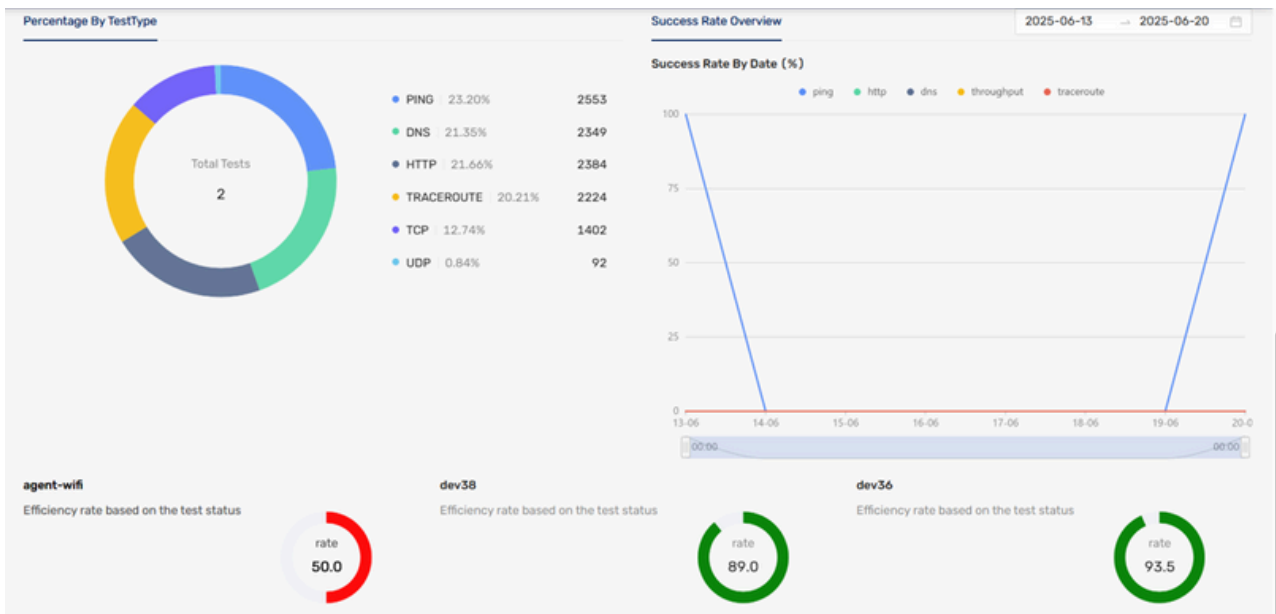 Percentage By TestType
Success Rate Overview
2025-06-13 → 2025-06-20
Success Rate By Date (%)
ping http dns throughput traceroute
PING 23.20% 2553
DNS 21.35% 2349
HTTP 21.66% 2384
TRACEROUTE 20.21% 2224
TCP 12.74% 1402
UDP 0.84% 92
Total Tests
2
100
75
50
25
0
13-06 14-06 15-06 16-06 17-06 18-06 19-06 20-0
00:00 00:00
agent-wifi
Efficiency rate based on the test status
rate
50.0
dev38
Efficiency rate based on the test status
rate
89.0
dev36
Efficiency rate based on the test status
rate
93.5